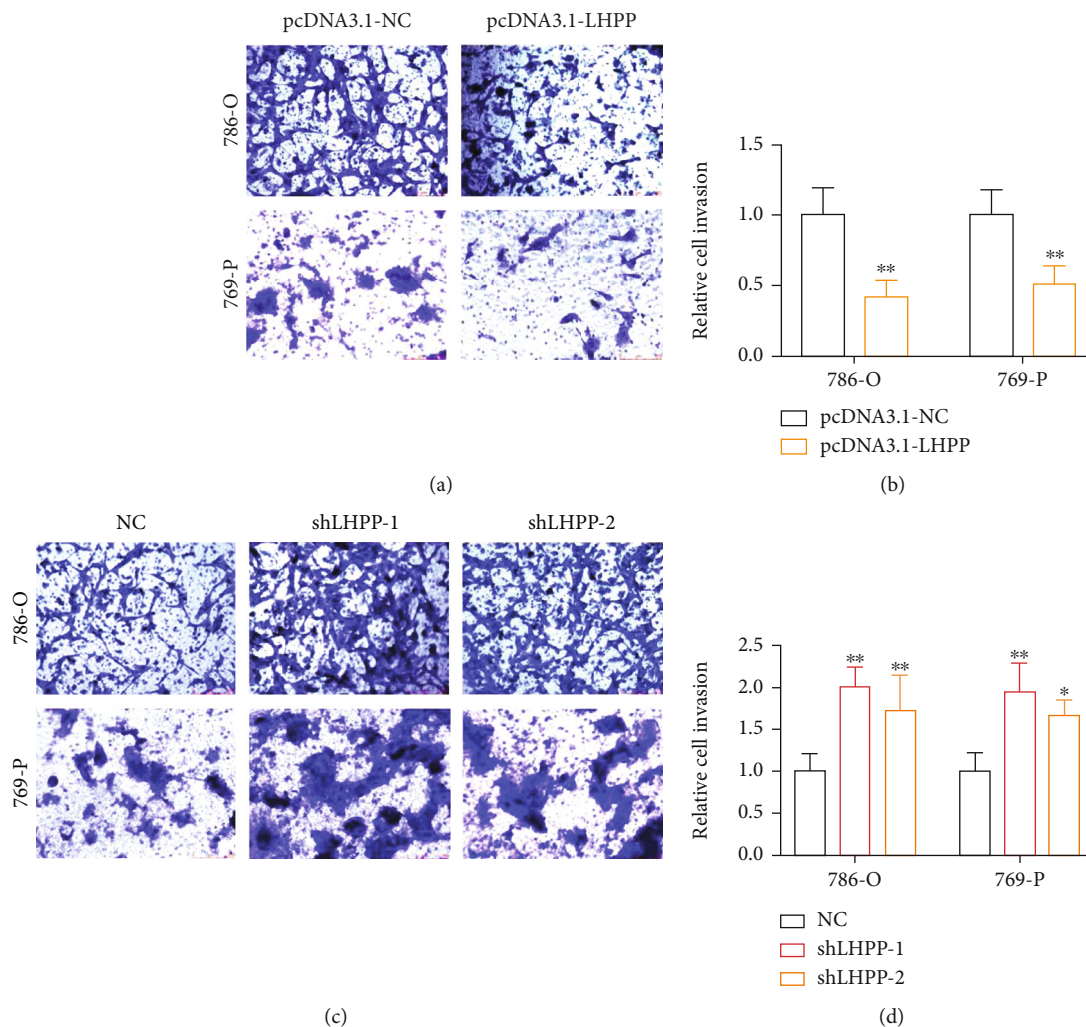 pcDNA3.1-NC pcDNA3.1-LHPP
786-O
769-P
(a)
Relative cell invasion
1.5
1.0
0.5
0.0
**
**
786-O 769-P
pcDNA3.1-NC
pcDNA3.1-LHPP
(b)
NC shLHPP-1 shLHPP-2
786-O
769-P
(c)
Relative cell invasion
2.5
2.0
1.5
1.0
0.5
0.0
**
**
**
*
786-O 769-P
NC
shLHPP-1
shLHPP-2
(d)